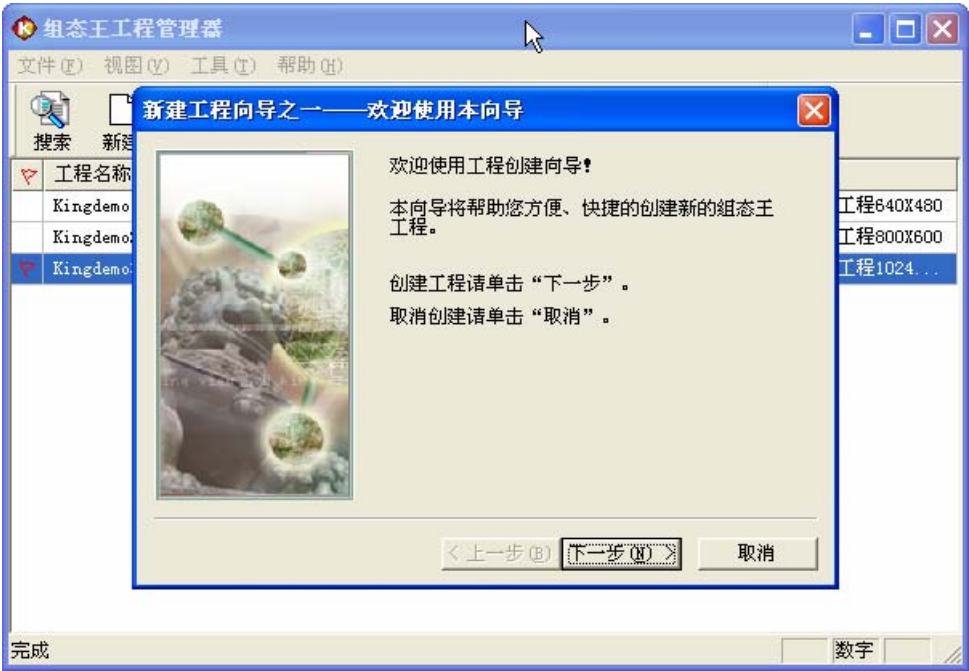 组态王工程管理器
文件(F) 视图(V) 工具(T) 帮助(H)
搜索 新建
新建工程向导之一——欢迎使用本向导
工程名称
Kingdemo 工程640X480
Kingdemo 工程800X600
Kingdemo 工程1024...
欢迎使用工程创建向导!
本向导将帮助您方便、快捷的创建新的组态王
工程。
创建工程请单击“下一步”。
取消创建请单击“取消”。
< 上一步(B) 下一步(N) > 取消
完成 数字